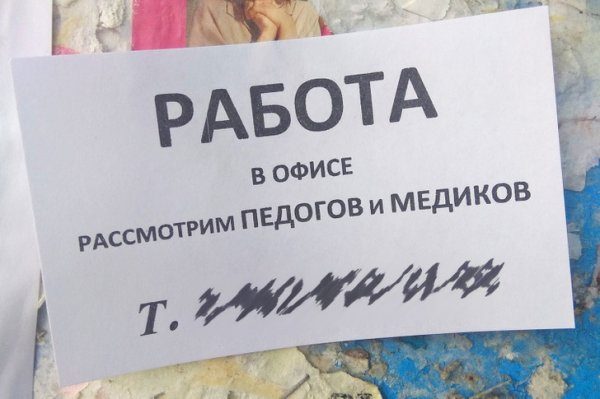 РАБОТА
В ОФИСЕ
РАССМОТРИМ ПЕДОГОВ и МЕДИКОВ
Т.